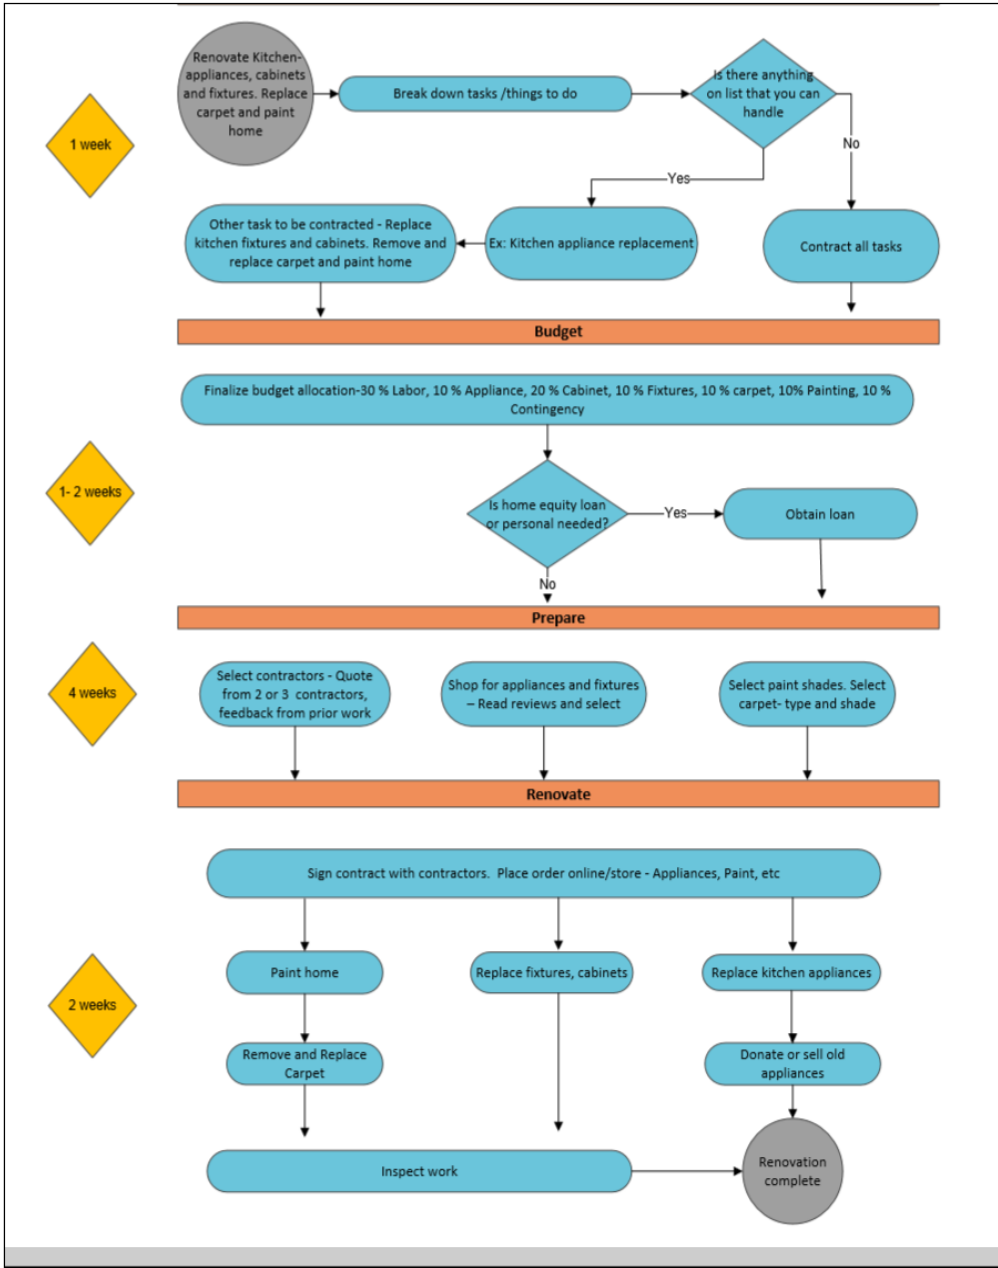 Renovate Kitchen-
appliances, cabinets
and fixtures. Replace
carpet and paint
home
Break down tasks /things to do
Is there anything
on list that you can
handle
1 week
No
Yes
Other task to be contracted - Replace
kitchen fixtures and cabinets. Remove and
replace carpet and paint home
Ex: Kitchen appliance replacement
Contract all tasks
Budget
Finalize budget allocation-30 % Labor, 10 % Appliance, 20 % Cabinet, 10 % Fixtures, 10 % carpet, 10% Painting, 10 %
Contingency
1- 2 weeks
Is home equity loan
or personal needed?
Yes
Obtain loan
No
Prepare
4 weeks
Select contractors - Quote
from 2 or 3  contractors,
feedback from prior work
Shop for appliances and fixtures
– Read reviews and select
Select paint shades. Select
carpet- type and shade
Renovate
Sign contract with contractors.  Place order online/store - Appliances, Paint, etc
2 weeks
Paint home
Replace fixtures, cabinets
Replace kitchen appliances
Remove and Replace
Carpet
Donate or sell old
appliances
Inspect work
Renovation
complete